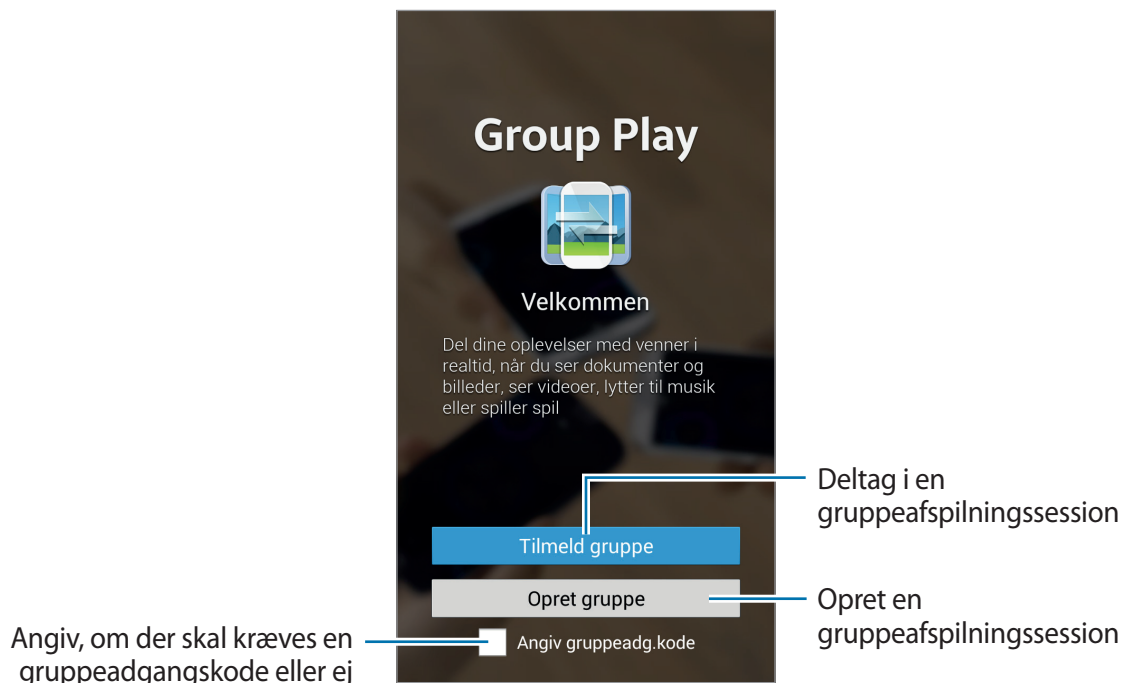 Group Play
Velkommen
Del dine oplevelser med venner i
realtid, når du ser dokumenter og
billeder, ser videoer, lytter til musik
eller spiller spil
Deltag i en
gruppeafspilningssession
Tilmeld gruppe
Opret gruppe
Opret en
gruppeafspilningssession
Angiv gruppeadg.kode
Angiv, om der skal kræves en
gruppeadgangskode eller ej